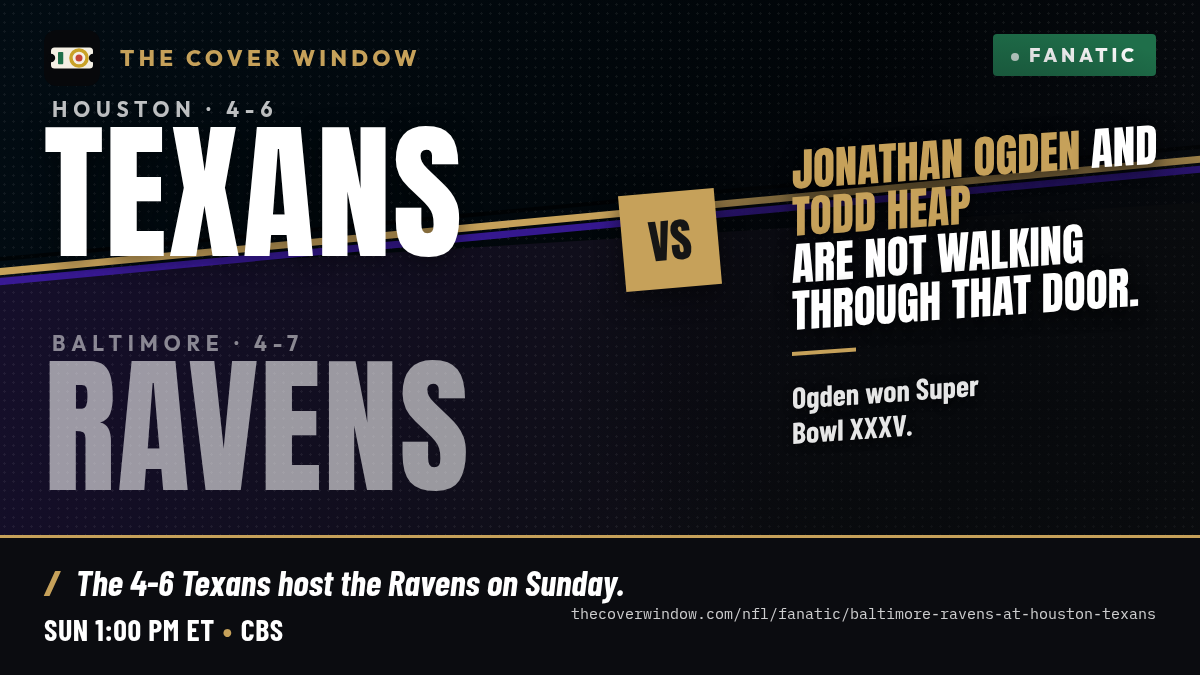 THE COVER WINDOW
FANATIC
HOUSTON · 4-6
TEXANS
BALTIMORE · 4-7
RAVENS
VS
JONATHAN OGDEN AND
TODD HEAP
ARE NOT WALKING
THROUGH THAT DOOR.
Ogden won Super
Bowl XXXV.
/ The 4-6 Texans host the Ravens on Sunday.
SUN 1:00 PM ET • CBS
thecoverwindow.com/nfl/fanatic/baltimore-ravens-at-houston-texans